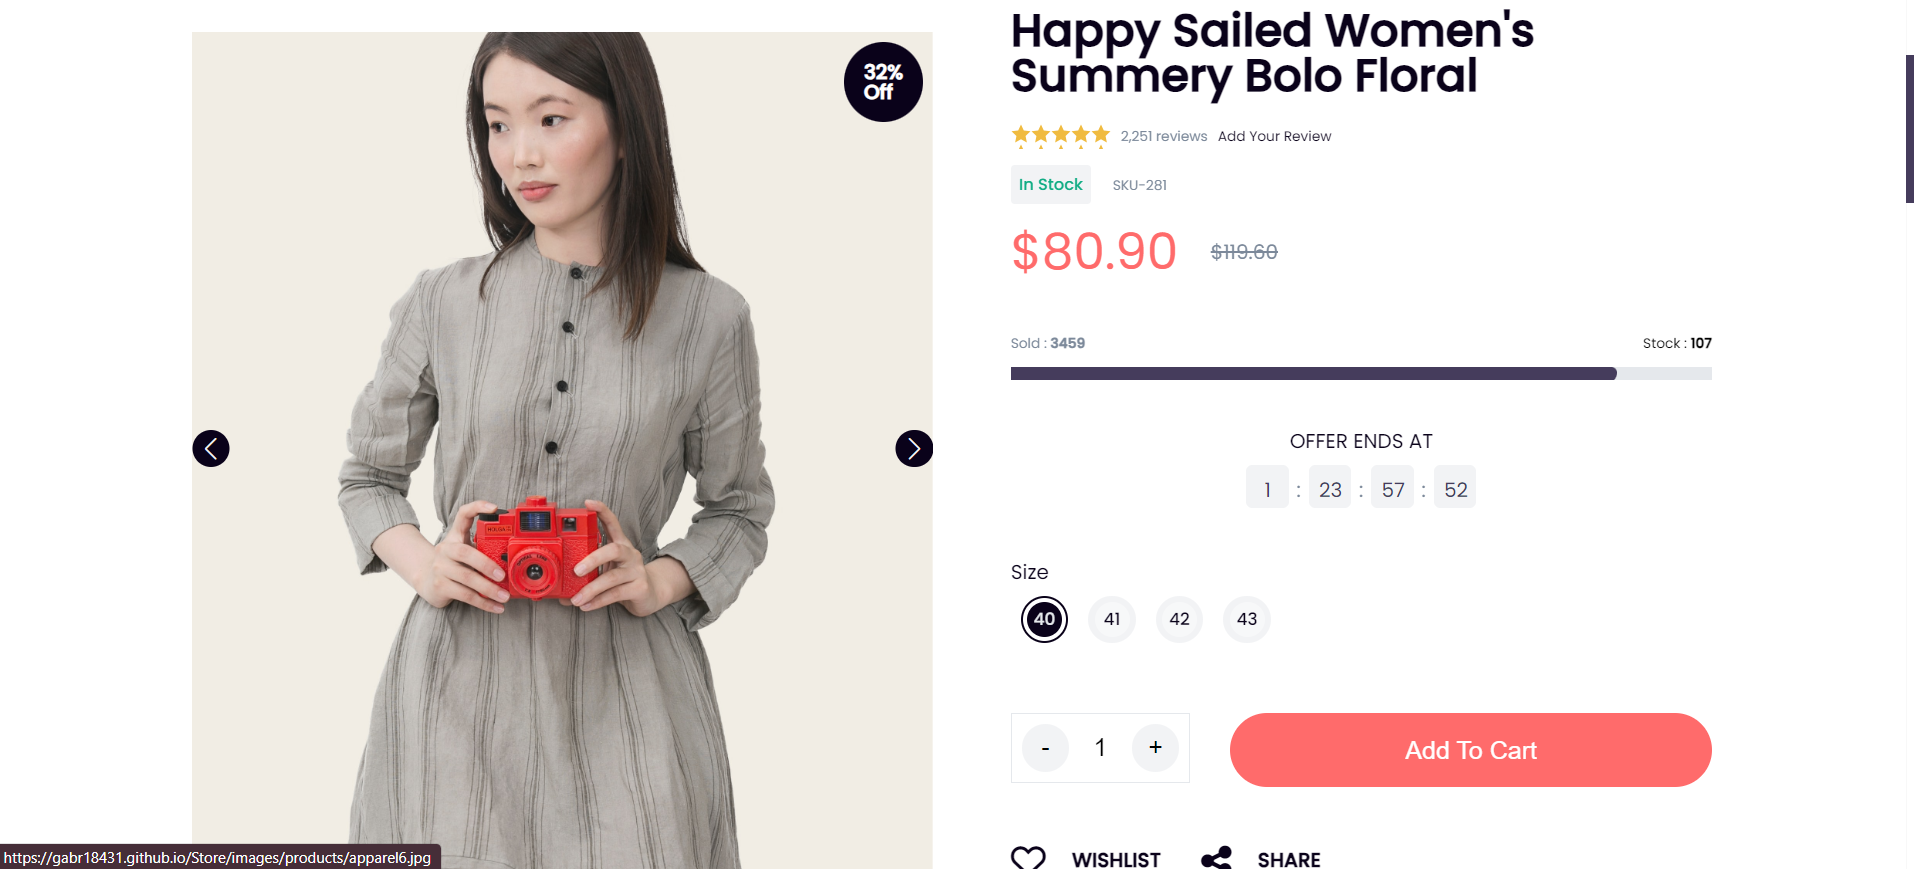 Happy Sailed Women's
Summery Bolo Floral
32%
Off
2,251 reviews Add Your Review
In Stock SKU-281
$80.90 $119.60
Sold : 3459 Stock : 107
OFFER ENDS AT
1 : 23 : 57 : 52
Size
40 41 42 43
- 1 + Add To Cart
WISHLIST SHARE
https://gabr18431.github.io/Store/images/products/apparel6.jpg